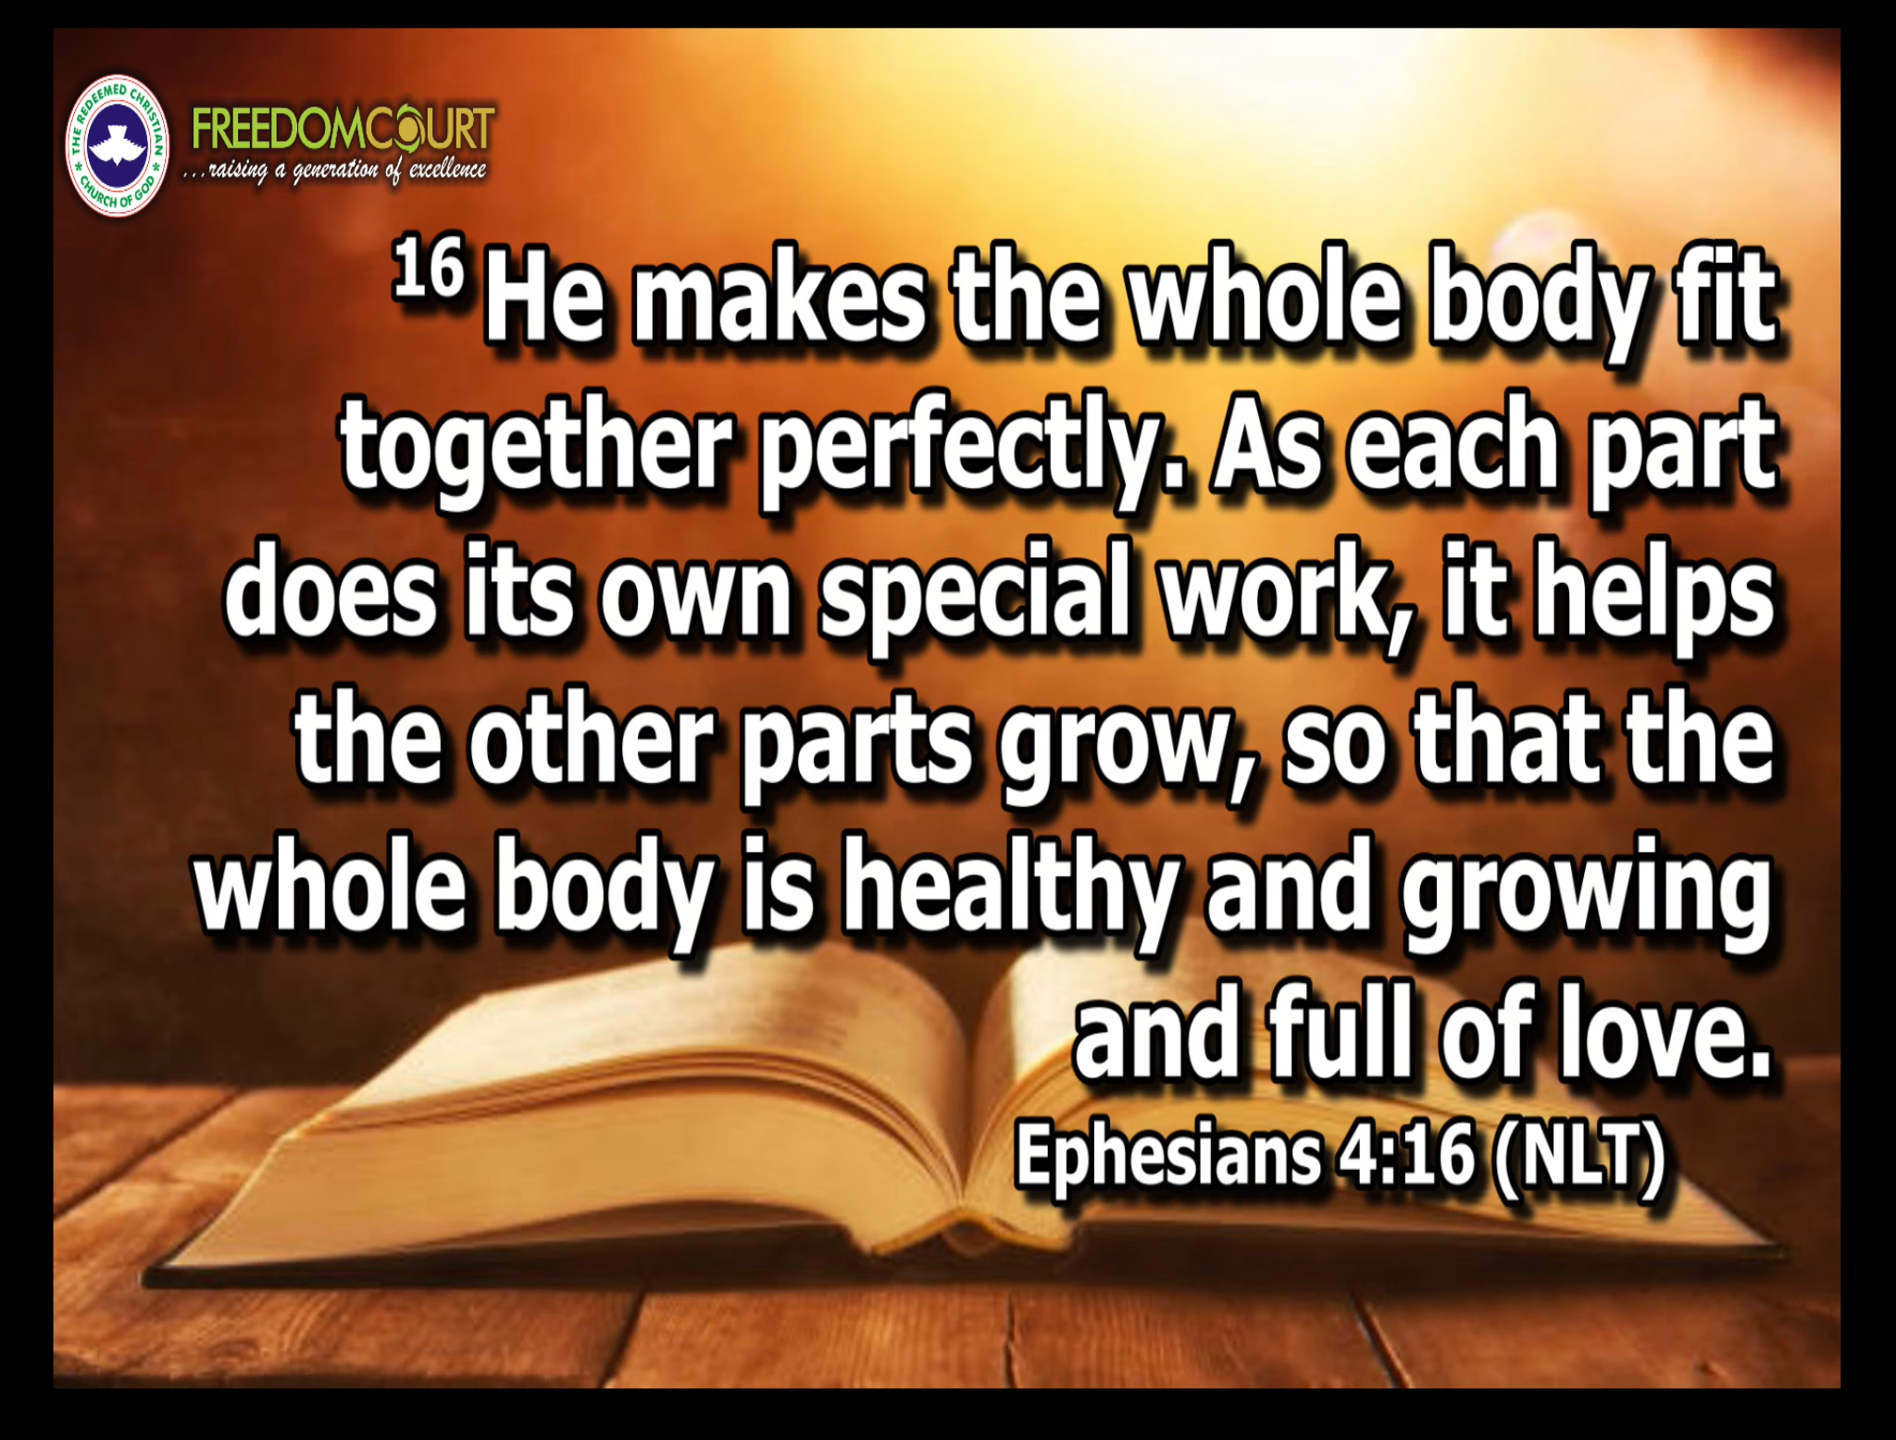 THE REDEEMED CHRISTIAN CHURCH OF GOD
FREEDOMCOURT
...raising a generation of excellence
16 He makes the whole body fit
together perfectly. As each part
does its own special work, it helps
the other parts grow, so that the
whole body is healthy and growing
and full of love.
Ephesians 4:16 (NLT)